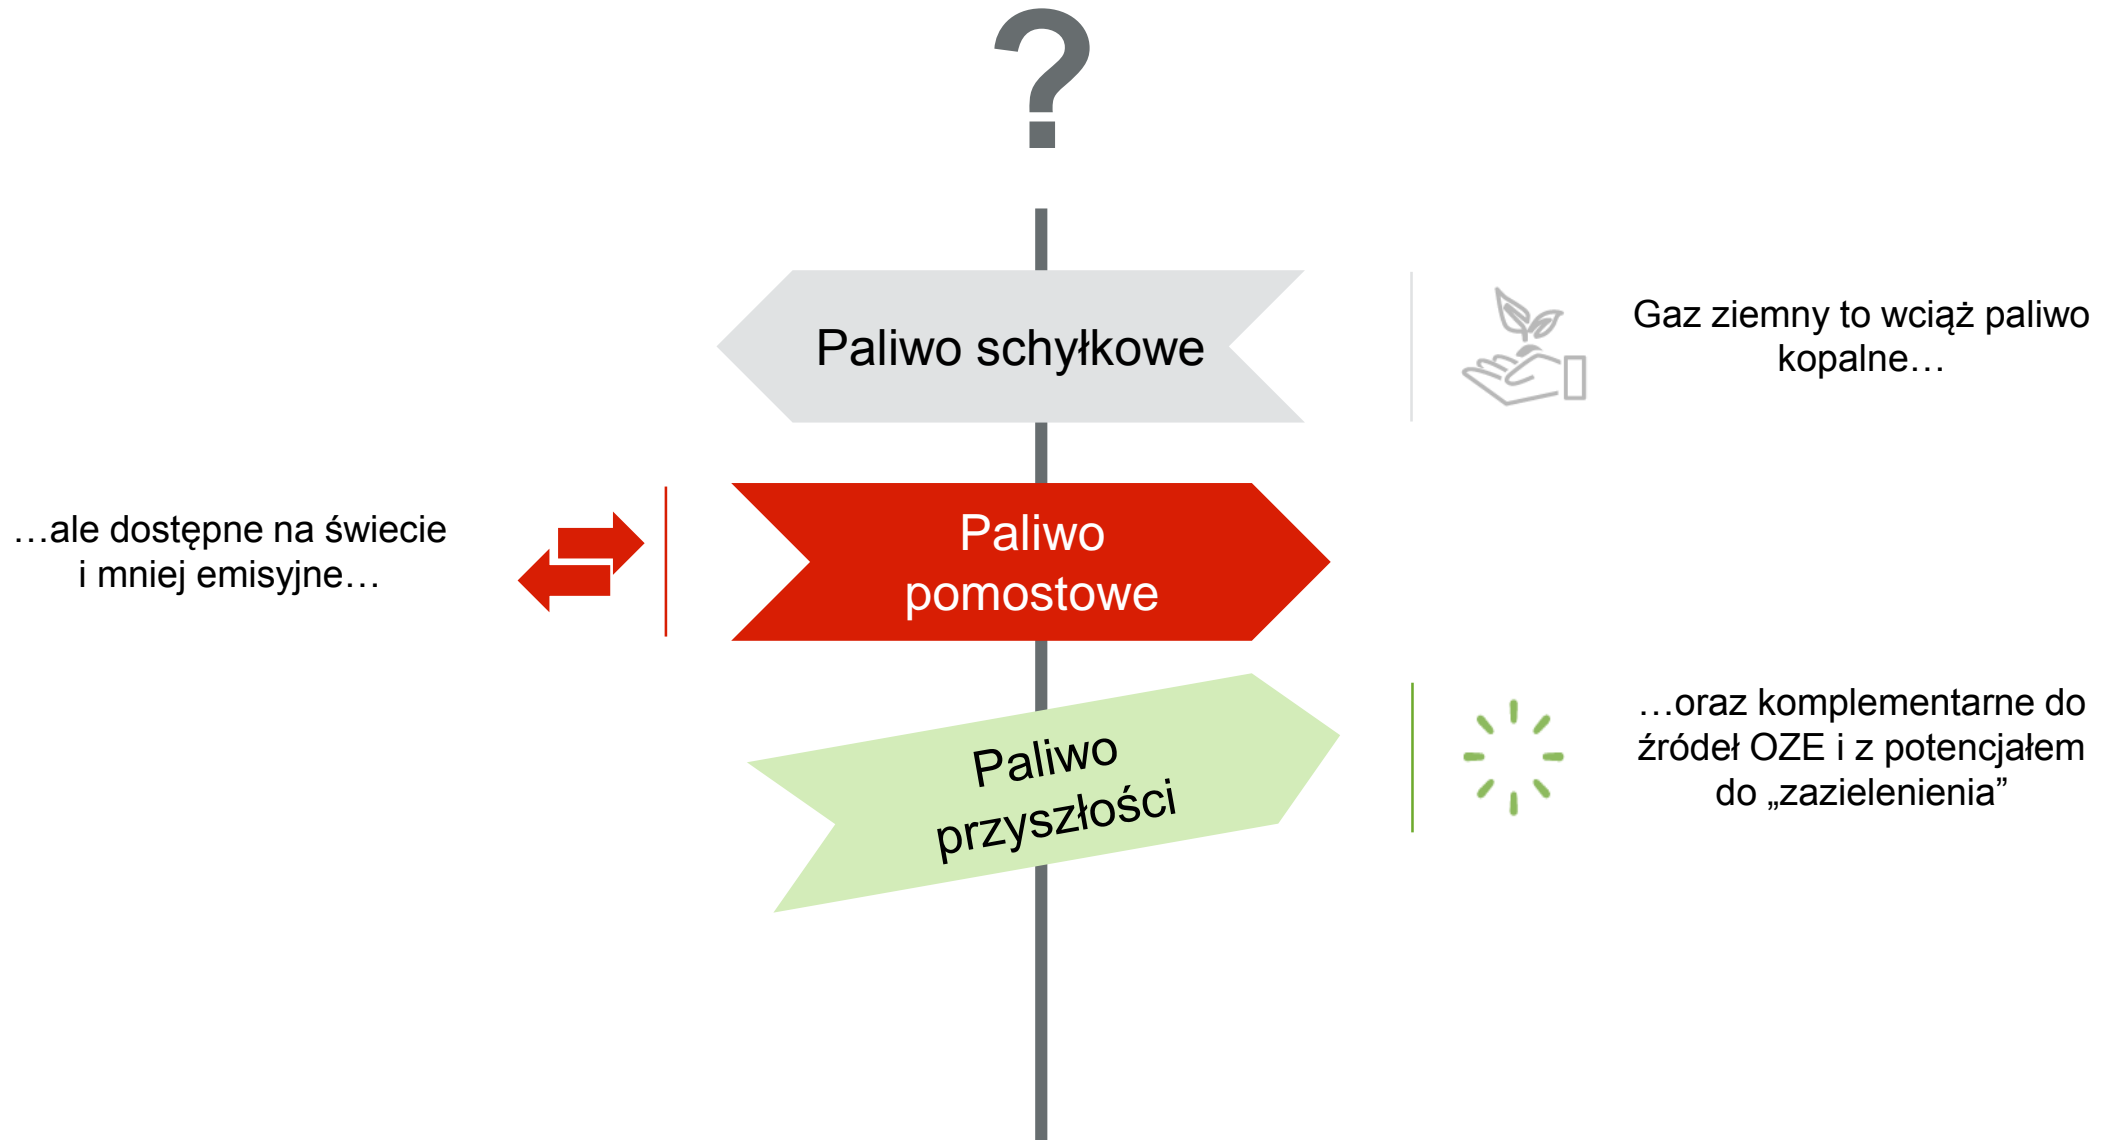 ?
Paliwo schyłkowe
Gaz ziemny to wciąż paliwo
kopalne…
…ale dostępne na świecie
i mniej emisyjne…
Paliwo
pomostowe
Paliwo
przyszłości
…oraz komplementarne do
źródeł OZE i z potencjałem
do „zazielenienia”